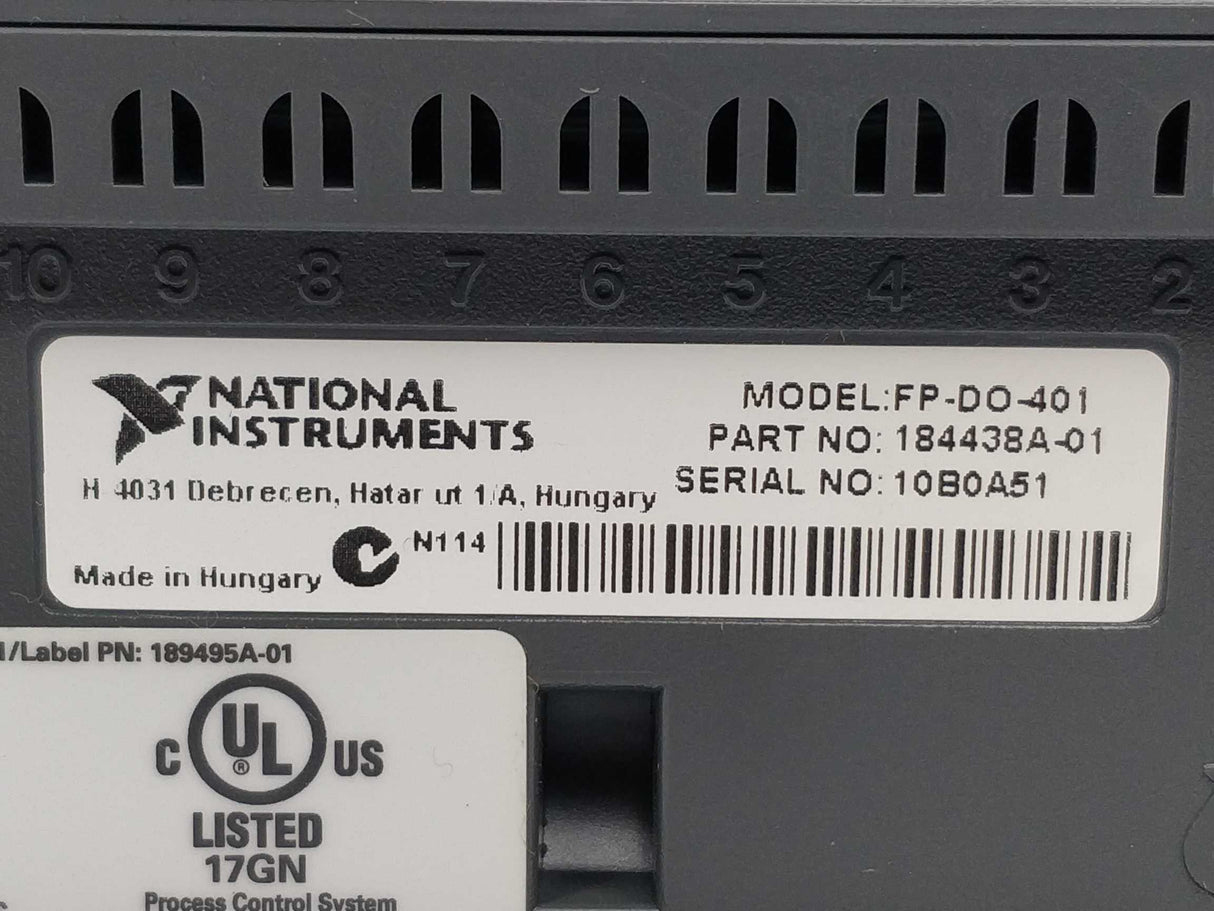 10 9 8 7 6 5 4 3 2
NATIONAL
INSTRUMENTS
MODEL:FP-DO-401
PART NO: 184438A-01
SERIAL NO: 10B0A51
H 4031 Debrecen, Hatar ut 1/A, Hungary
N114
Made in Hungary
/Label PN: 189495A-01
C UL US
®
LISTED
17GN
Process Control System